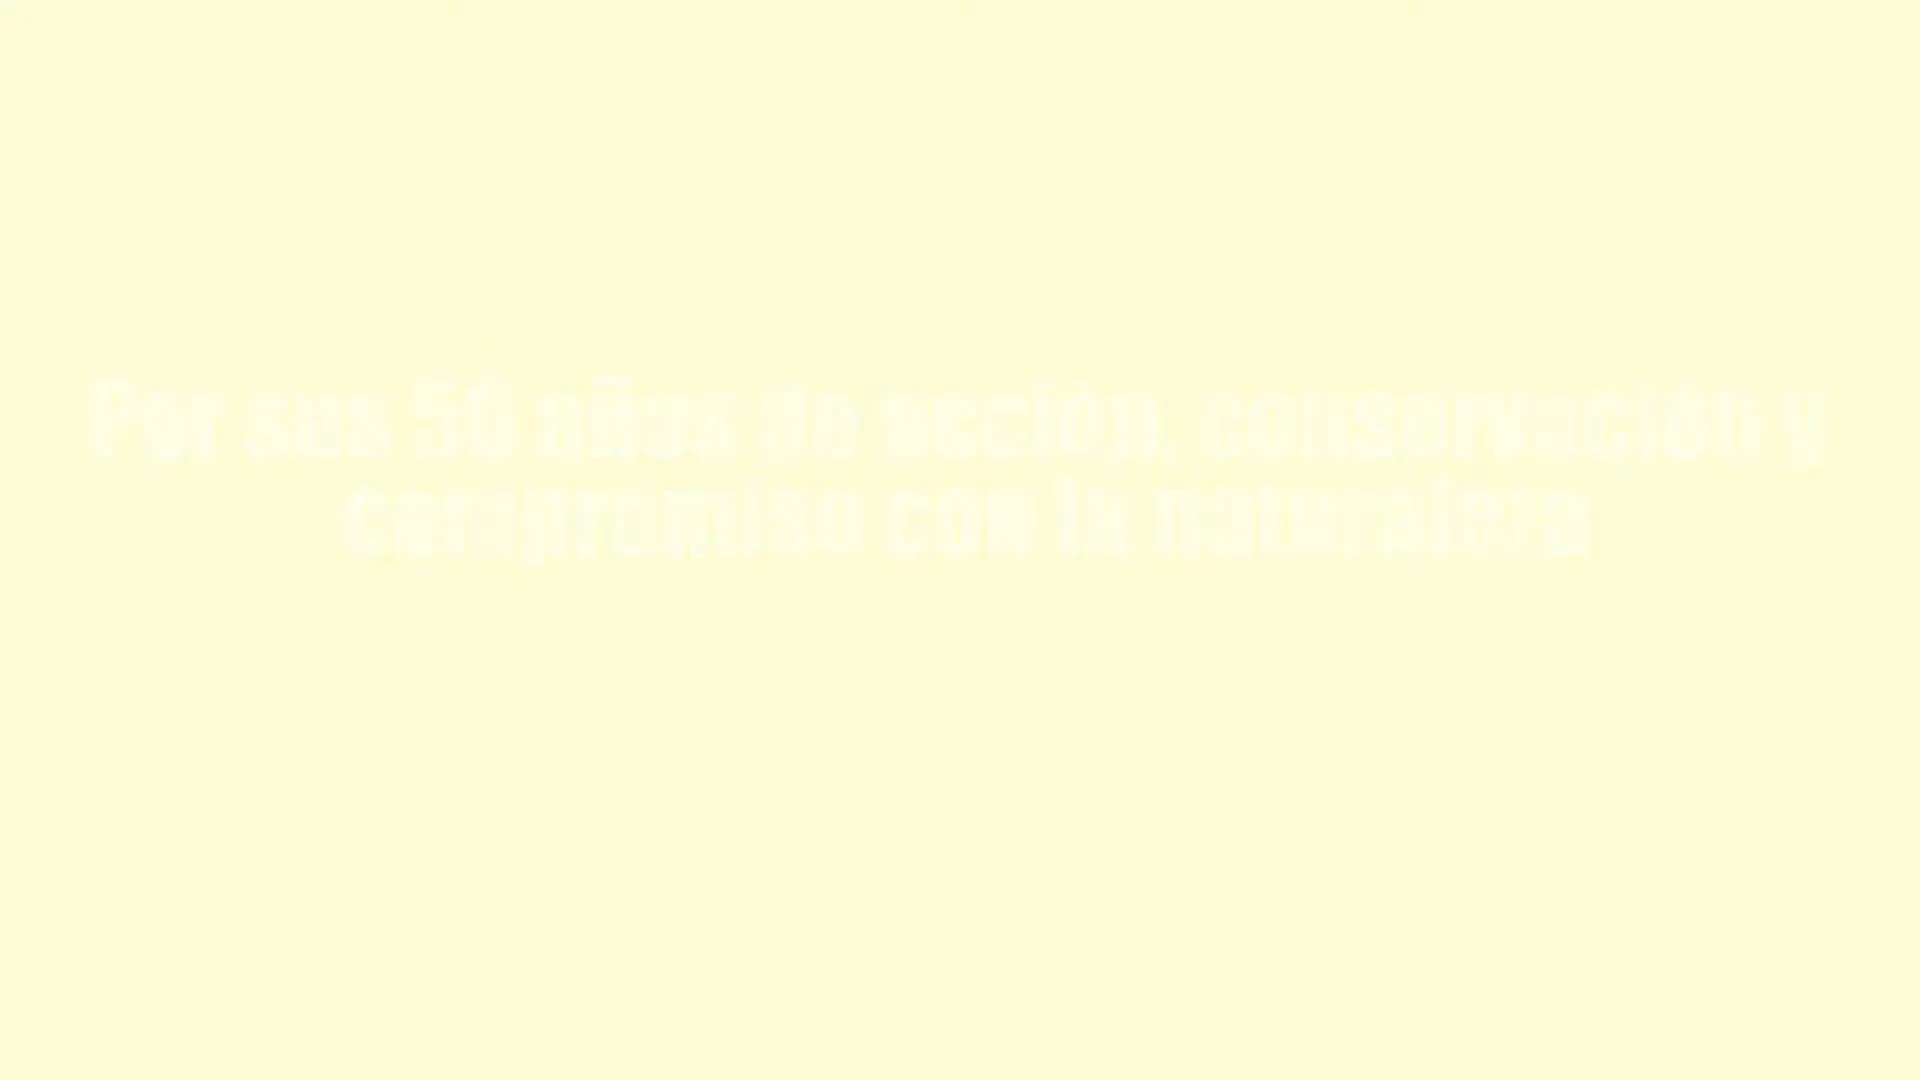 Por sus 50 años de acción, conservación y
compromiso con la naturaleza